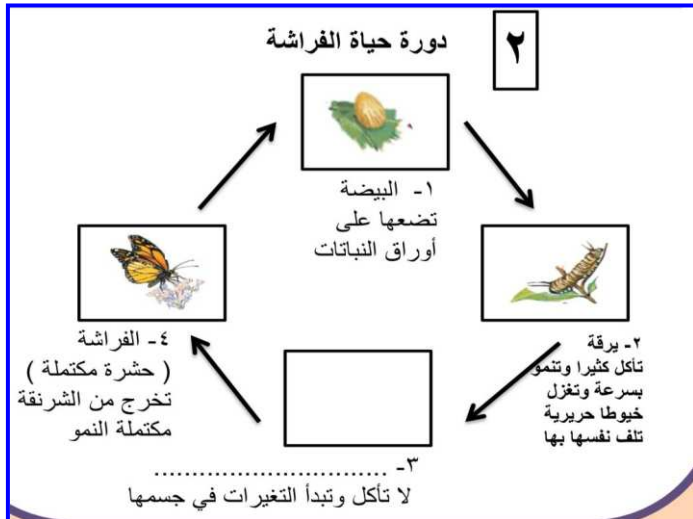 ٢
دورة حياة الفراشة
١- البيضة
تضعها على
أوراق النباتات
٢- يرقة
تأكل كثيرا وتنمو
بسرعة وتغزل
خيوطا حريرية
تلف نفسها بها
٣- ..............................
لا تأكل وتبدأ التغيرات في جسمها
٤- الفراشة
( حشرة مكتملة )
تخرج من الشرنقة
مكتملة النمو